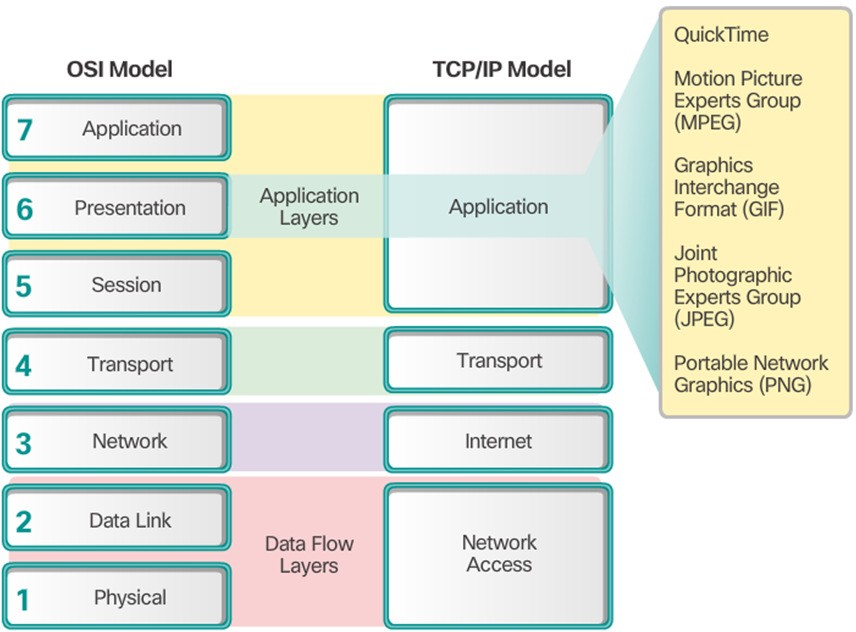 OSI Model
TCP/IP Model
7 Application
6 Presentation
5 Session
4 Transport
3 Network
2 Data Link
1 Physical
Application
Layers
Data Flow
Layers
Application
Transport
Internet
Network
Access
QuickTime
Motion Picture
Experts Group
(MPEG)
Graphics
Interchange
Format (GIF)
Joint
Photographic
Experts Group
(JPEG)
Portable Network
Graphics (PNG)